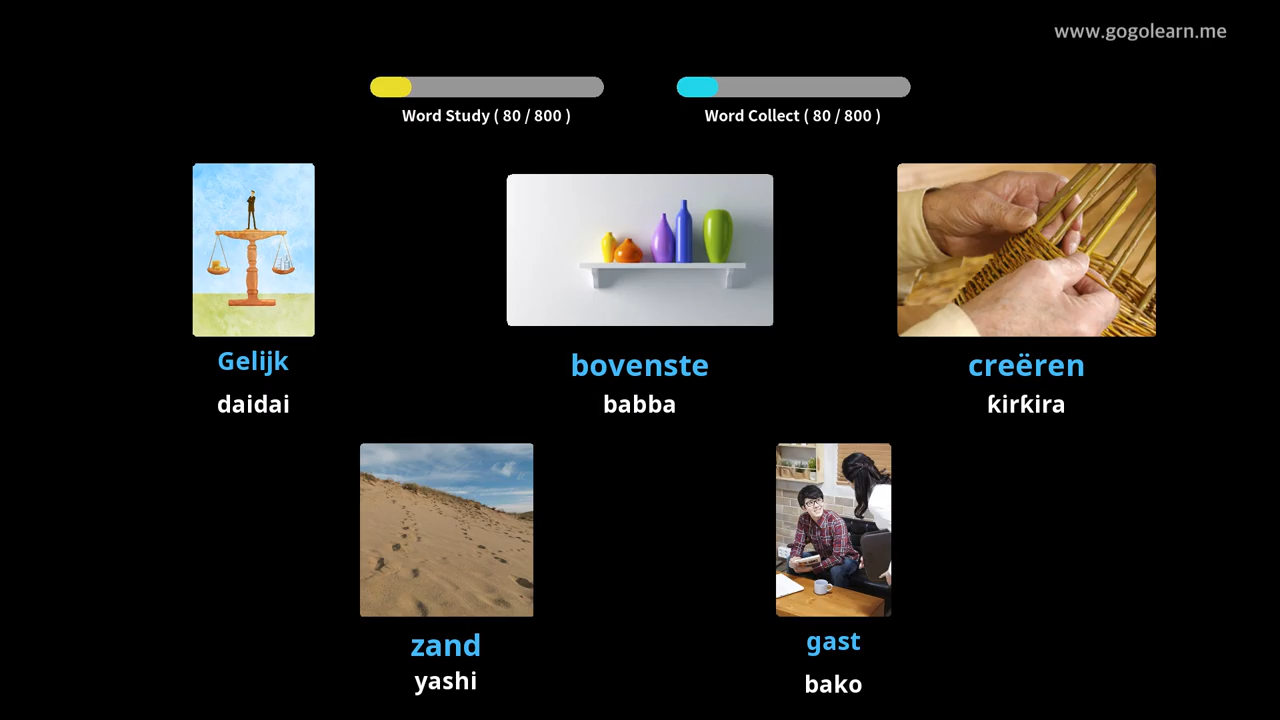 www.gogolearn.me
Word Study ( 80 / 800 )
Word Collect ( 80 / 800 )
Gelijk
daidai
bovenste
babba
creëren
ƙirƙira
zand
yashi
gast
bako